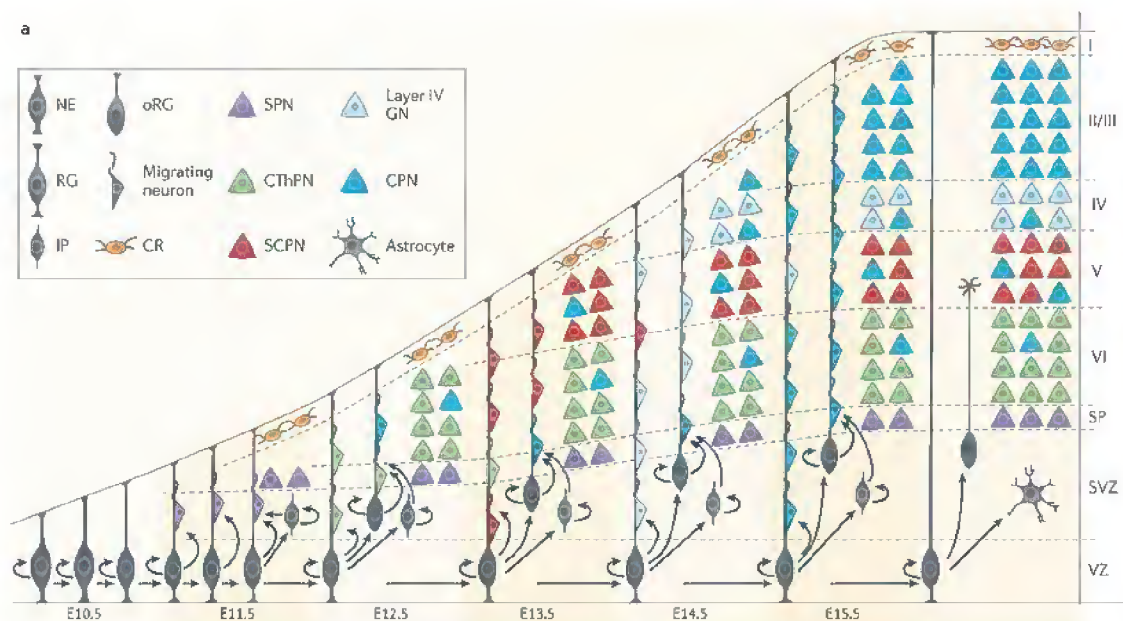 a
NE
oRG
SPN
Layer IV
GN
RG
Migrating
neuron
CThPN
CPN
IP
CR
SCPN
Astrocyte
I
II/III
IV
V
VI
SP
SVZ
VZ
E10.5
E11.5
E12.5
E13.5
E14.5
E15.5